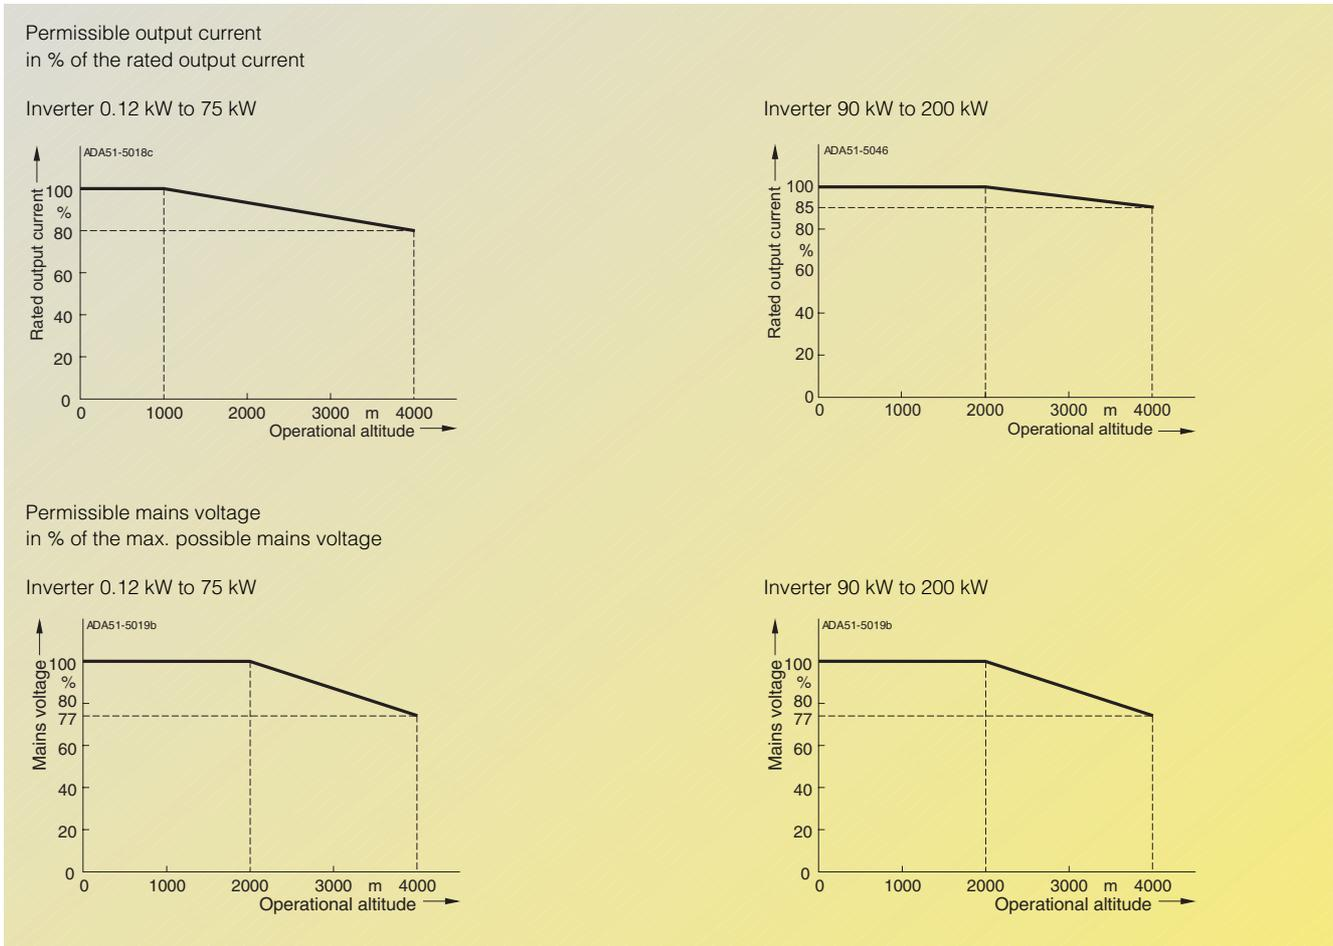 Permissible output current
in % of the rated output current
Inverter 0.12 kW to 75 kW
ADA51-5018c
Rated output current
100
%
80
60
40
20
0
0 1000 2000 3000 m 4000
Operational altitude
Inverter 90 kW to 200 kW
ADA51-5046
Rated output current
100
85
80
%
60
40
20
0
0 1000 2000 3000 m 4000
Operational altitude
Permissible mains voltage
in % of the max. possible mains voltage
Inverter 0.12 kW to 75 kW
ADA51-5019b
Mains voltage
100
%
80
77
60
40
20
0
0 1000 2000 3000 m 4000
Operational altitude
Inverter 90 kW to 200 kW
ADA51-5019b
Mains voltage
100
%
80
77
60
40
20
0
0 1000 2000 3000 m 4000
Operational altitude